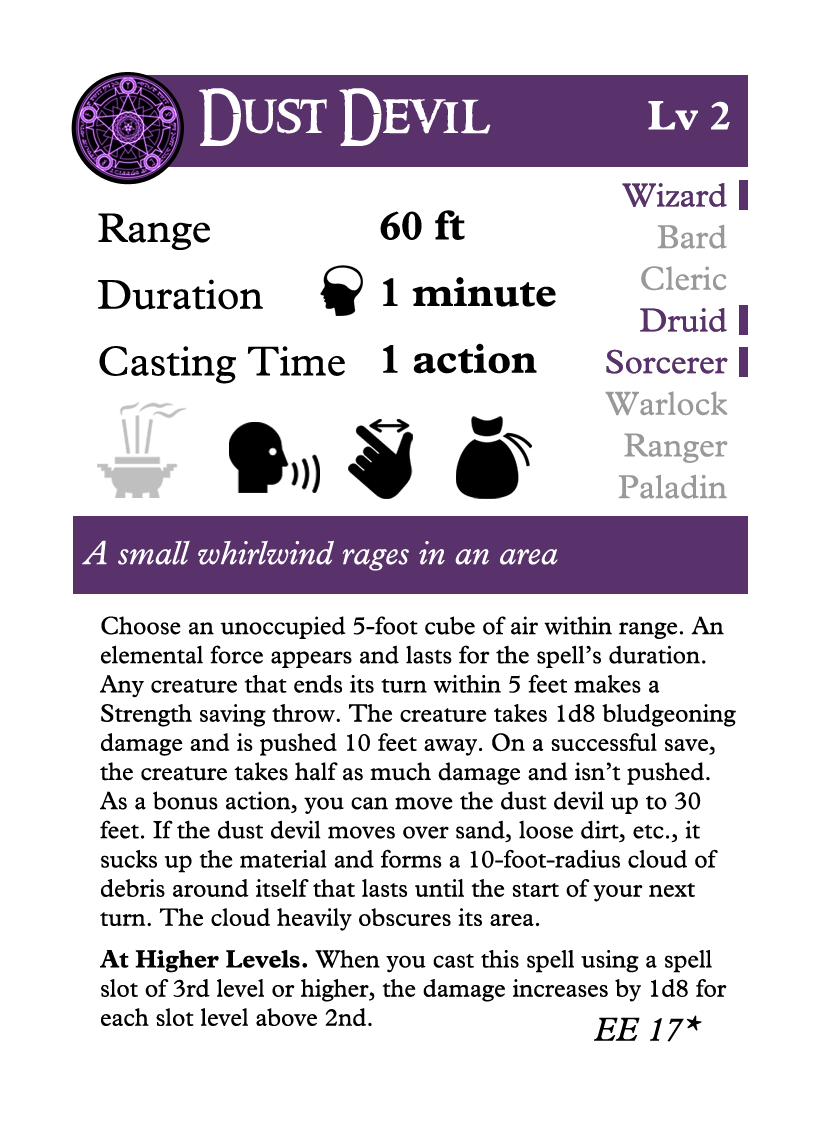 Dust Devil
Lv 2
Range 60 ft
Duration 1 minute
Casting Time 1 action
Wizard
Bard
Cleric
Druid
Sorcerer
Warlock
Ranger
Paladin
A small whirlwind rages in an area
Choose an unoccupied 5-foot cube of air within range. An
elemental force appears and lasts for the spell’s duration.
Any creature that ends its turn within 5 feet makes a
Strength saving throw. The creature takes 1d8 bludgeoning
damage and is pushed 10 feet away. On a successful save,
the creature takes half as much damage and isn’t pushed.
As a bonus action, you can move the dust devil up to 30
feet. If the dust devil moves over sand, loose dirt, etc., it
sucks up the material and forms a 10-foot-radius cloud of
debris around itself that lasts until the start of your next
turn. The cloud heavily obscures its area.
At Higher Levels. When you cast this spell using a spell
slot of 3rd level or higher, the damage increases by 1d8 for
each slot level above 2nd.
EE 17*